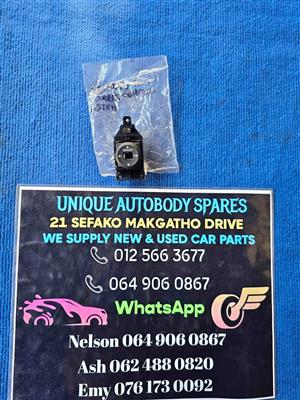 UNIQUE AUTOBODY SPARES
21 SEFAKO MAKGATHO DRIVE
WE SUPPLY NEW & USED CAR PARTS
012 566 3677
064 906 0867
WhatsApp
Nelson 064 906 0867
Ash 062 488 0820
Emy 076 173 0092